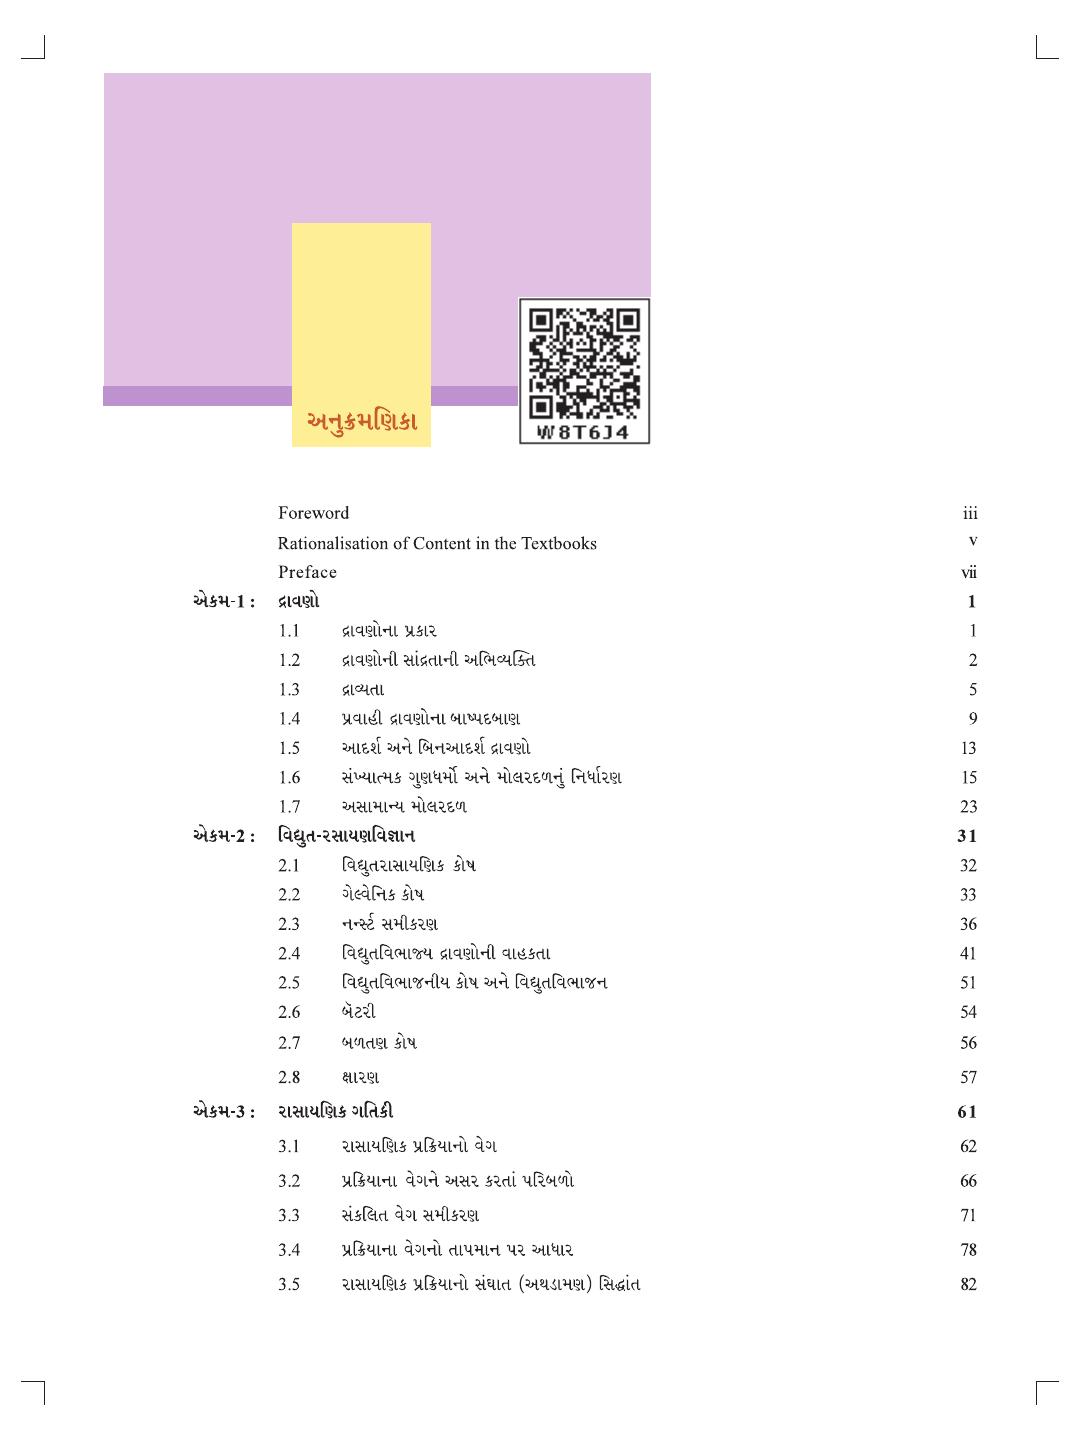 અનુક્રમણિકા
W8T6J4
Foreword iii
Rationalisation of Content in the Textbooks v
Preface vii
એકમ-1 : દ્રાવણો 1
1.1 દ્રાવણોના પ્રકાર 1
1.2 દ્રાવણોની સાંદ્રતાની અભિવ્યક્તિ 2
1.3 દ્રાવ્યતા 5
1.4 પ્રવાહી દ્રાવણોના બાષ્પદબાણ 9
1.5 આદર્શ અને બિનઆદર્શ દ્રાવણો 13
1.6 સંખ્યાત્મક ગુણધર્મો અને મોલરદળનું નિર્ધારણ 15
1.7 અસામાન્ય મોલરદળ 23
એકમ-2 : વિદ્યુત-રસાયણવિજ્ઞાન 31
2.1 વિદ્યુતરાસાયણિક કોષ 32
2.2 ગેલ્વેનિક કોષ 33
2.3 નર્ન્સ્ટ સમીકરણ 36
2.4 વિદ્યુતવિભાજ્ય દ્રાવણોની વાહકતા 41
2.5 વિદ્યુતવિભાજનીય કોષ અને વિદ્યુતવિભાજન 51
2.6 બૅટરી 54
2.7 બળતણ કોષ 56
2.8 ક્ષારણ 57
એકમ-3 : રાસાયણિક ગતિકી 61
3.1 રાસાયણિક પ્રક્રિયાનો વેગ 62
3.2 પ્રક્રિયાના વેગને અસર કરતાં પરિબળો 66
3.3 સંકલિત વેગ સમીકરણ 71
3.4 પ્રક્રિયાના વેગનો તાપમાન પર આધાર 78
3.5 રાસાયણિક પ્રક્રિયાનો સંઘાત (અથડામણ) સિદ્ધાંત 82